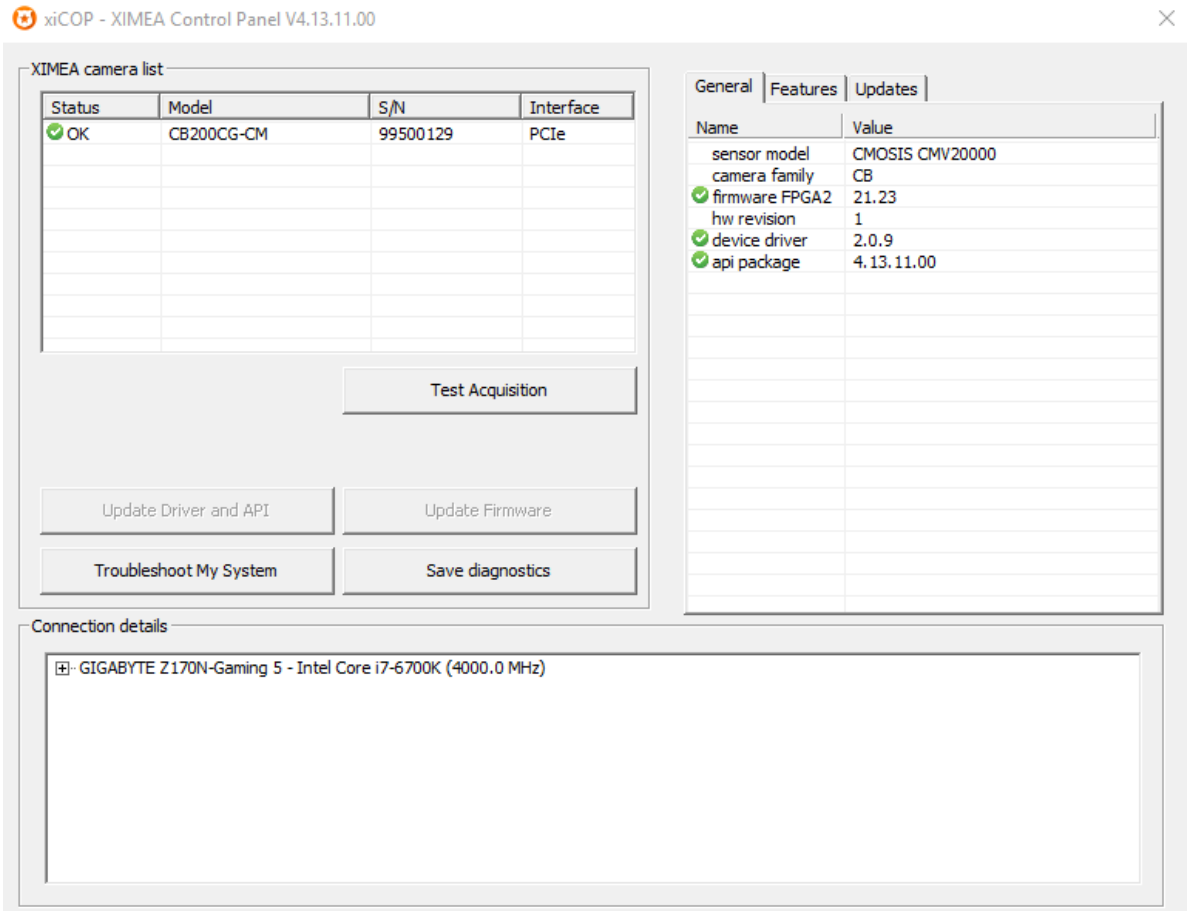 xiCOP - XIMEA Control Panel V4.13.11.00
XIMEA camera list
Status Model S/N Interface
OK CB200CG-CM 99500129 PCIe
Test Acquisition
Update Driver and API Update Firmware
Troubleshoot My System Save diagnostics
General Features Updates
Name Value
sensor model CMOSIS CMV20000
camera family CB
firmware FPGA2 21.23
hw revision 1
device driver 2.0.9
api package 4.13.11.00
Connection details
GIGABYTE Z170N-Gaming 5 - Intel Core i7-6700K (4000.0 MHz)